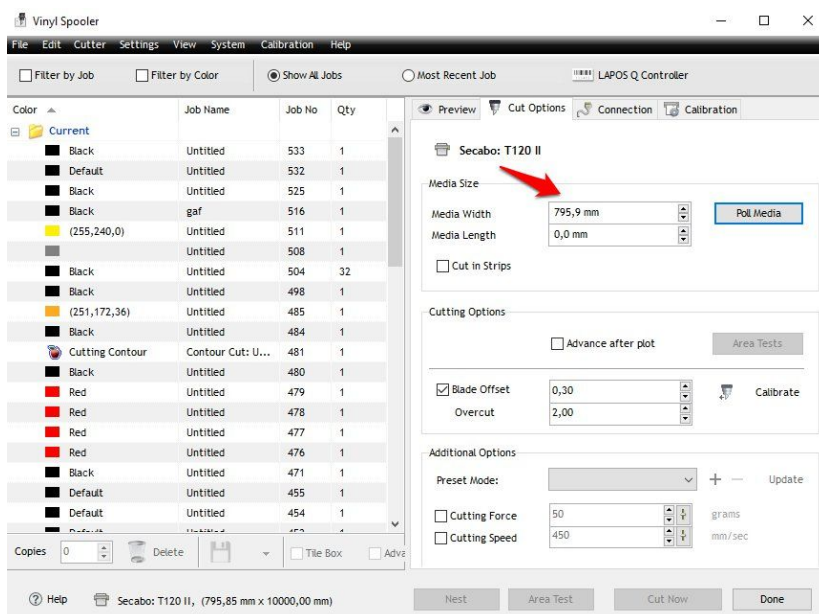 Vinyl Spooler
File Edit Cutter Settings View System Calibration Help
Filter by Job Filter by Color Show All Jobs Most Recent Job LAPOS Q Controller
Color Job Name Job No Qty
Current
Black Untitled 533 1
Default Untitled 532 1
Black Untitled 525 1
Black gaf 516 1
(255,240,0) Untitled 511 1
Untitled 508 1
Black Untitled 504 32
Black Untitled 498 1
(251,172,36) Untitled 485 1
Black Untitled 484 1
Cutting Contour Contour Cut: U... 481 1
Black Untitled 480 1
Red Untitled 479 1
Red Untitled 478 1
Red Untitled 477 1
Red Untitled 476 1
Black Untitled 471 1
Default Untitled 455 1
Default Untitled 454 1
Copies 0 Delete Tile Box Adva
Preview Cut Options Connection Calibration
Secabo: T120 II
Media Size
Media Width 795,9 mm Poll Media
Media Length 0,0 mm
Cut in Strips
Cutting Options
Advance after plot Area Tests
Blade Offset 0,30 Calibrate
Overcut 2,00
Additional Options
Preset Mode: Update
Cutting Force 50 grams
Cutting Speed 450 mm/sec
Help Secabo: T120 II, (795,85 mm x 10000,00 mm) Nest Area Test Cut Now Done